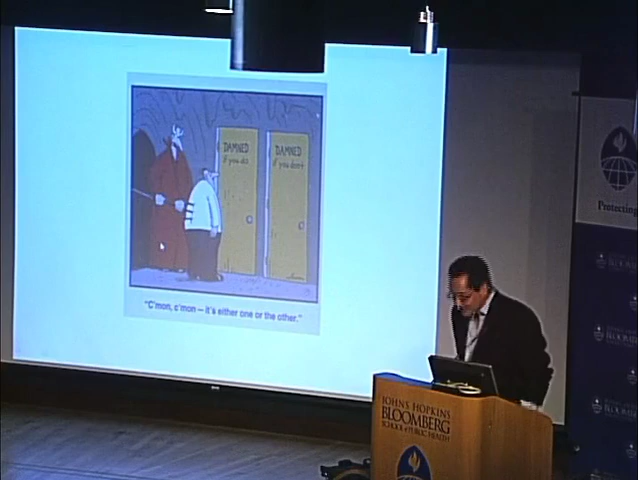 DAMNED
if you do
DAMNED
if you don't
"C'mon, c'mon — it's either one or the other."
JOHNS HOPKINS
BLOOMBERG
SCHOOL of PUBLIC HEALTH
Protecting